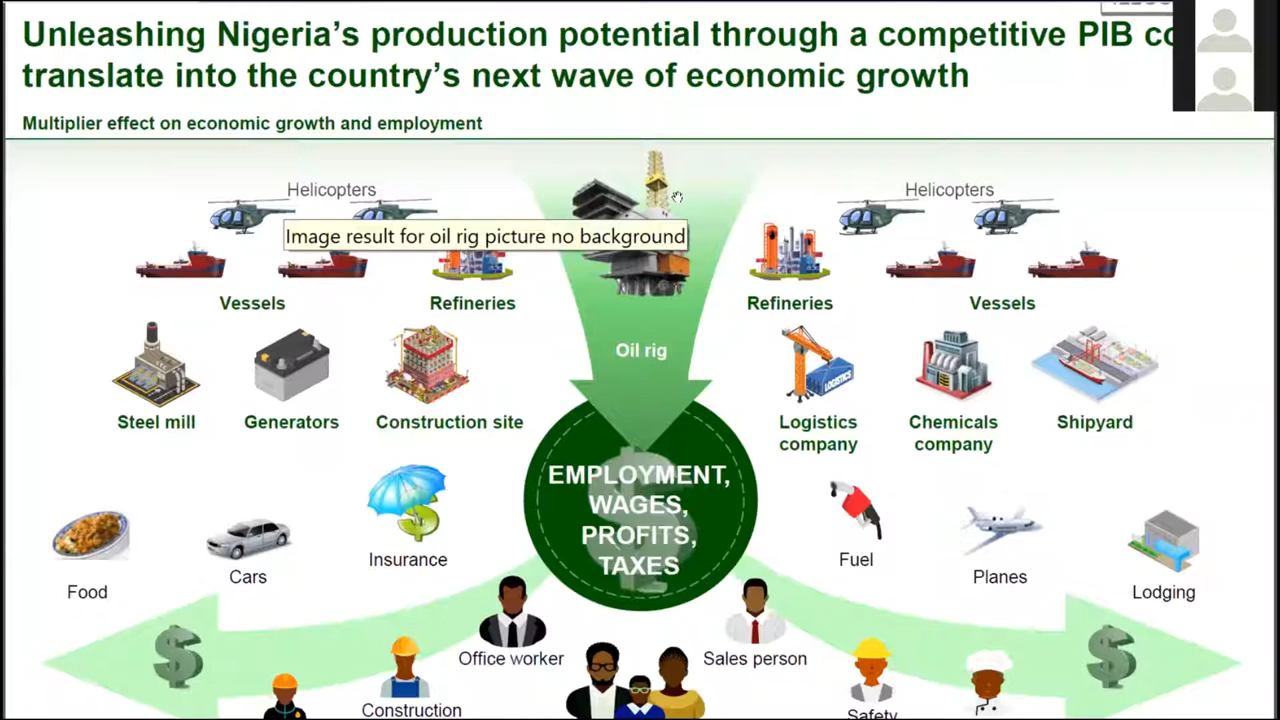 Unleashing Nigeria's production potential through a competitive PIB co
translate into the country's next wave of economic growth
Multiplier effect on economic growth and employment
Helicopters
Helicopters
Image result for oil rig picture no background
Vessels
Refineries
Refineries
Vessels
Oil rig
LOGISTICS
Steel mill
Generators
Construction site
Logistics
company
Chemicals
company
Shipyard
EMPLOYMENT,
WAGES,
PROFITS,
TAXES
Food
Cars
Insurance
Fuel
Planes
Lodging
Office worker
Sales person
Construction
Safety